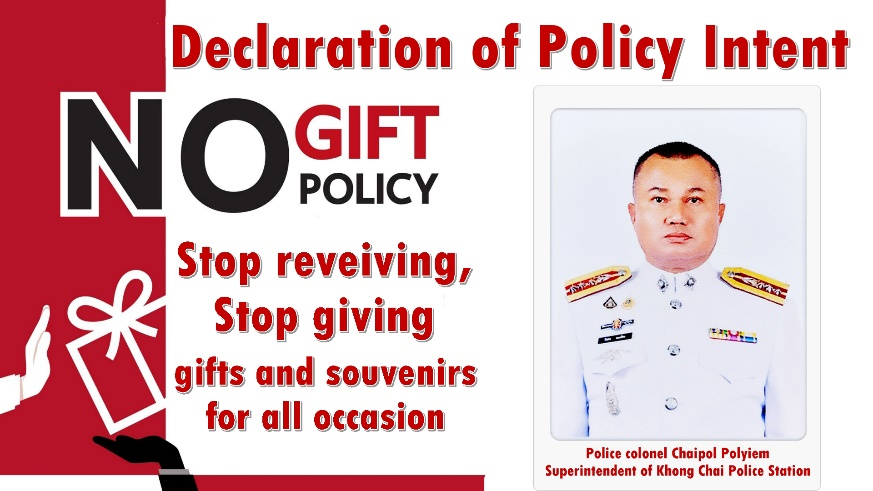 Declaration of Policy Intent
NO GIFT
POLICY
Stop reveiving,
Stop giving
gifts and souvenirs
for all occasion
Police colonel Chaipol Polyiem
Superintendent of Khong Chai Police Station